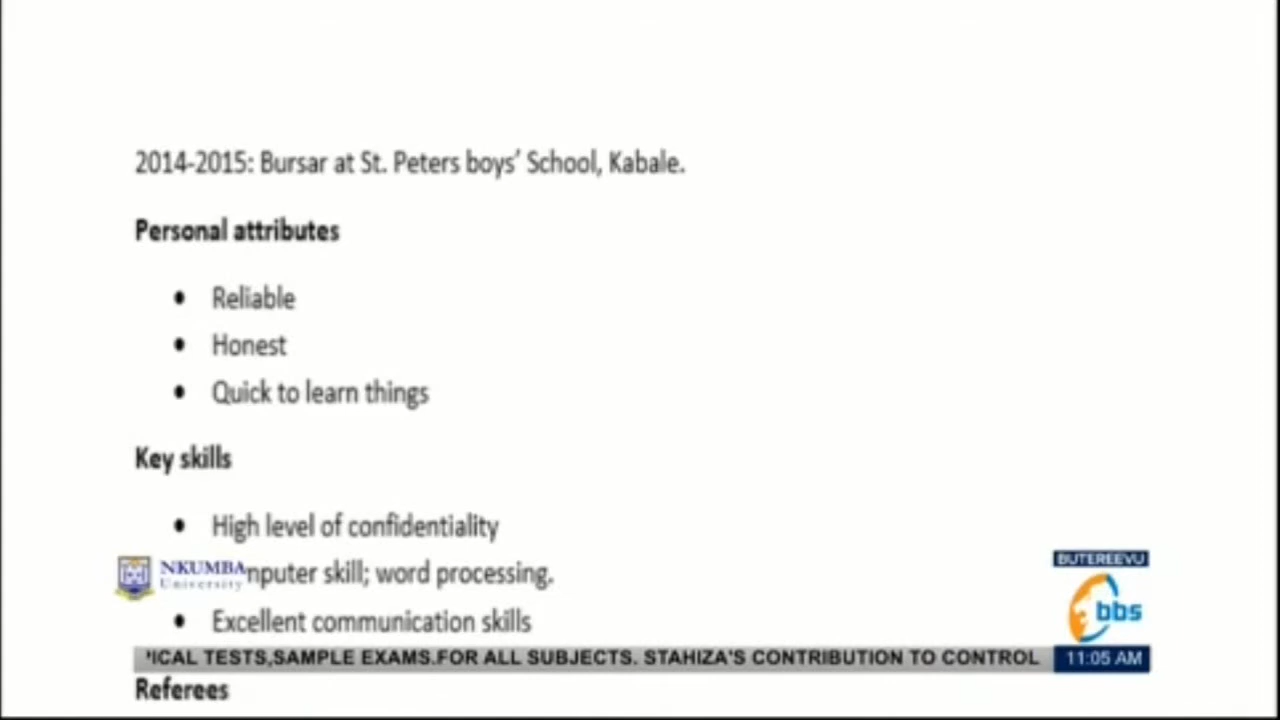 2014-2015: Bursar at St. Peters boys' School, Kabale.
Personal attributes
• Reliable
• Honest
• Quick to learn things
Key skills
• High level of confidentiality
NKUMBA
University
mputer skill; word processing.
• Excellent communication skills
BUTEREEVU
bbs
'ICAL TESTS,SAMPLE EXAMS.FOR ALL SUBJECTS. STAHIZA'S CONTRIBUTION TO CONTROL
11:05 AM
Referees